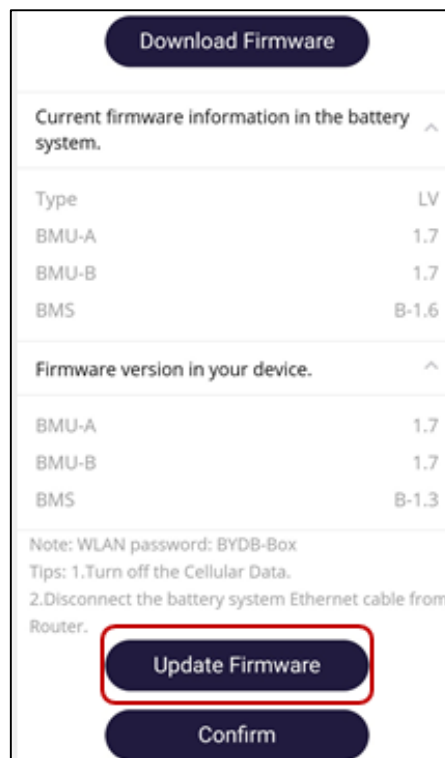 Download Firmware
Current firmware information in the battery
system.
Type LV
BMU-A 1.7
BMU-B 1.7
BMS B-1.6
Firmware version in your device.
BMU-A 1.7
BMU-B 1.7
BMS B-1.3
Note: WLAN password: BYDB-Box
Tips: 1.Turn off the Cellular Data.
2.Disconnect the battery system Ethernet cable from
Router.
Update Firmware
Confirm